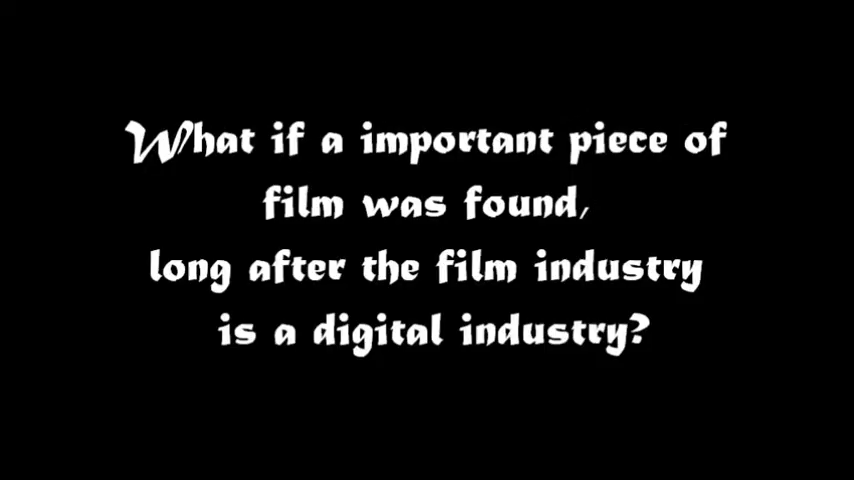 What if a important piece of
film was found,
long after the film industry
is a digital industry?